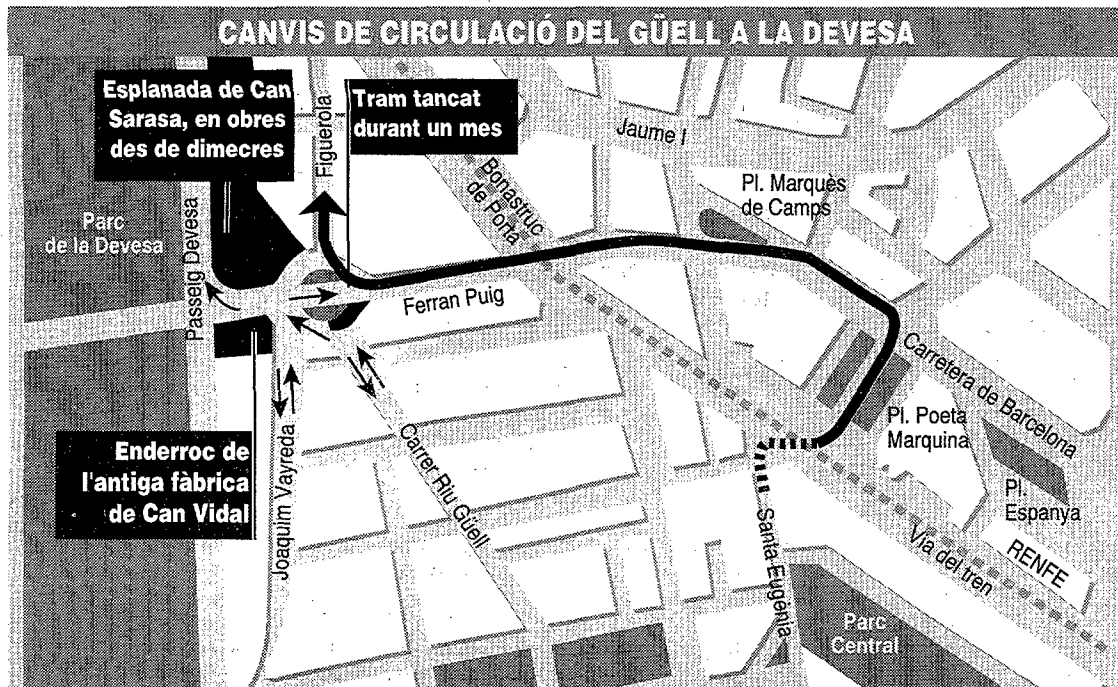 CANVIS DE CIRCULACIÓ DEL GÜELL A LA DEVESA
Esplanada de Can
Sarasa, en obres
des de dimecres
Figuerola
Tram tancat
durant un mes
Jaume I
Bonastruc
de Porta
Pl. Marquès
de Camps
Parc
de la Devesa
Passeig Devesa
Ferran Puig
Carretera de Barcelona
Pl. Poeta
Marquina
Enderroc de
l'antiga fàbrica
de Can Vidal
Joaquim Vayreda
Carrer Riu Güell
Santa Eugènia
Via del tren
Pl.
Espanya
RENFE
Parc
Central